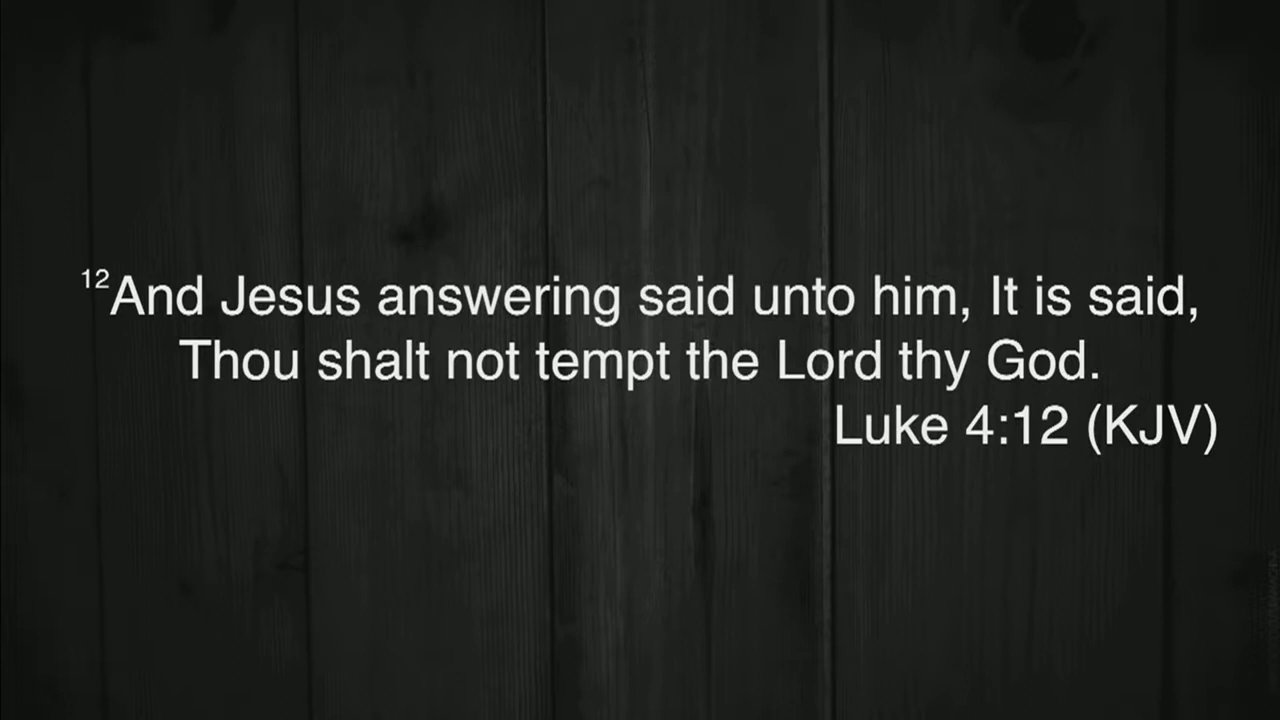 12And Jesus answering said unto him, It is said,
Thou shalt not tempt the Lord thy God.
Luke 4:12 (KJV)